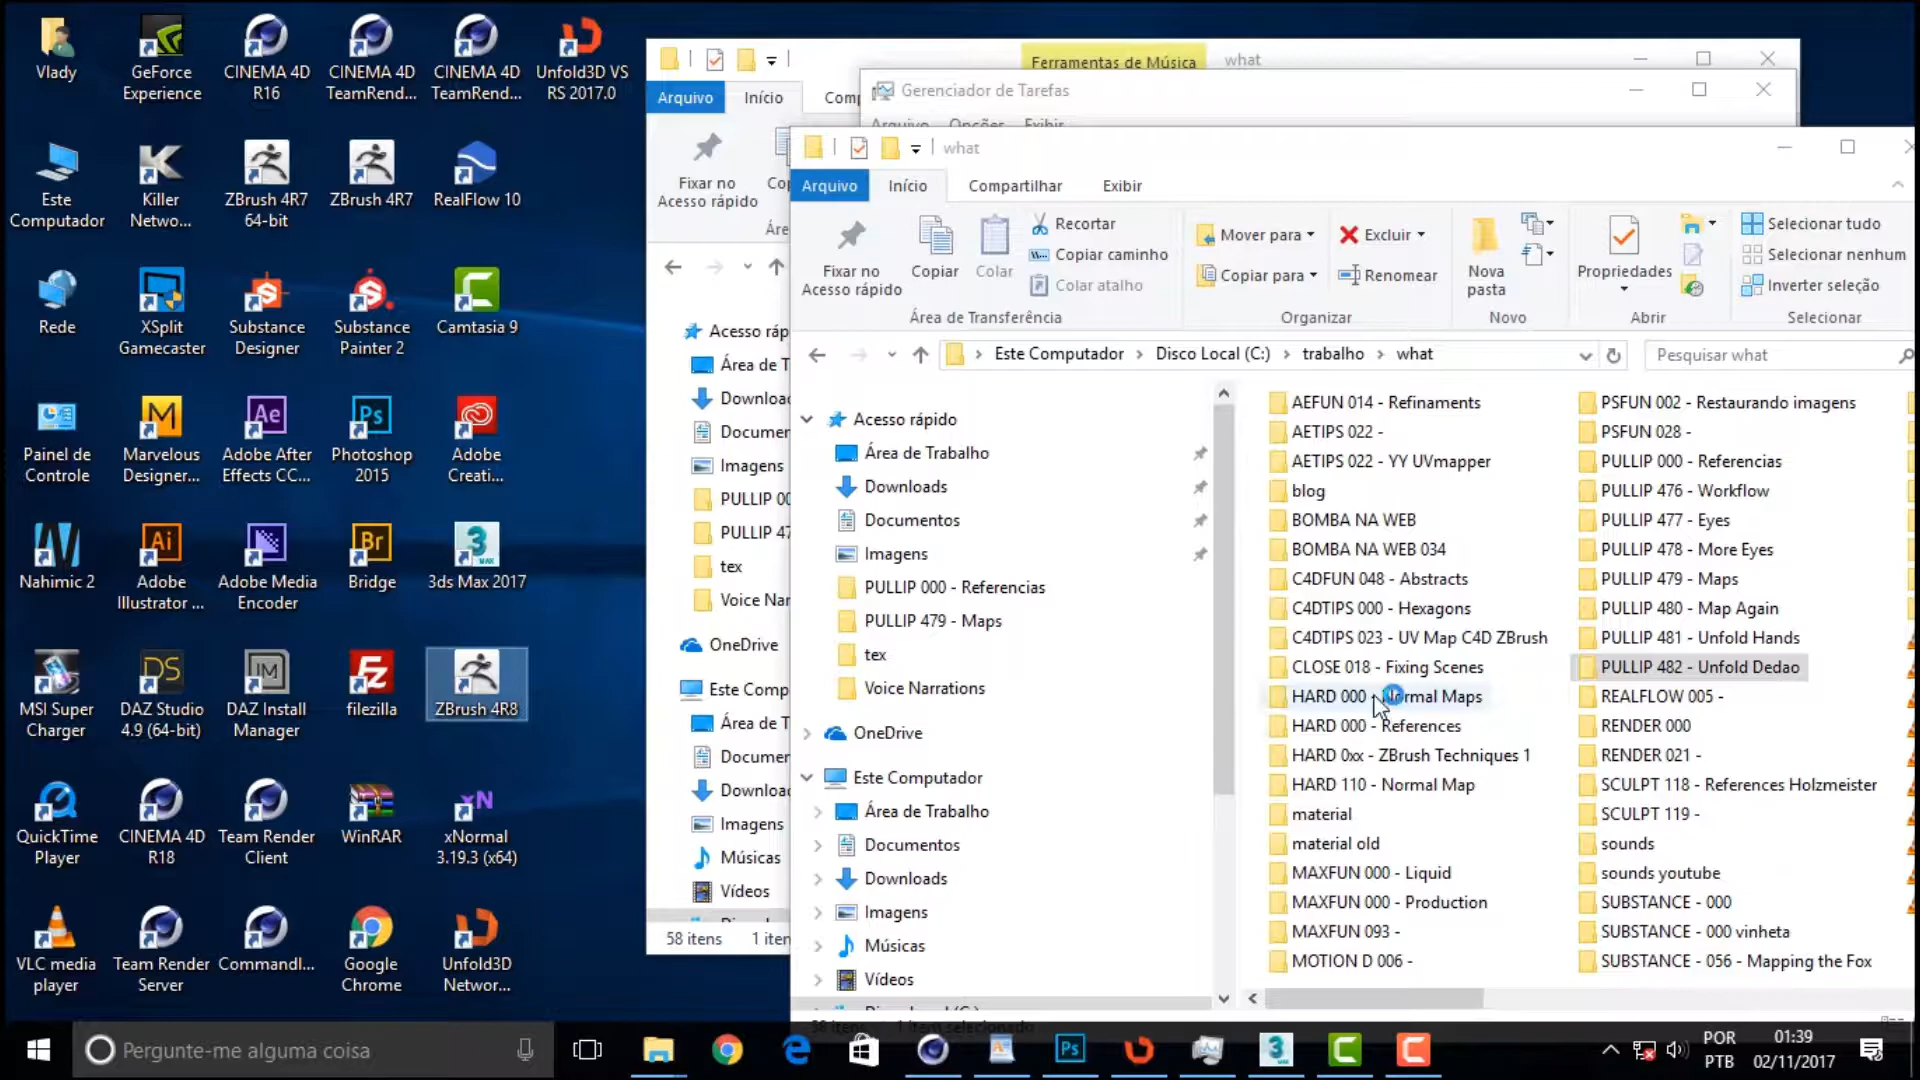 Vlady
GeForce
Experience
CINEMA 4D
R16
CINEMA 4D
TeamRend...
CINEMA 4D
TeamRend...
Unfold3D VS
RS 2017.0
Este
Computador
Killer
Netwo...
ZBrush 4R7
64-bit
ZBrush 4R7
RealFlow 10
Rede
XSplit
Gamecaster
Substance
Designer
Substance
Painter 2
Camtasia 9
Painel de
Controle
Marvelous
Designer...
Adobe After
Effects CC...
Photoshop
2015
Adobe
Creati...
Nahimic 2
Adobe
Illustrator ...
Adobe Media
Encoder
Bridge
3ds Max 2017
MSI Super
Charger
DAZ Studio
4.9 (64-bit)
DAZ Install
Manager
filezilla
ZBrush 4R8
QuickTime
Player
CINEMA 4D
R18
Team Render
Client
WinRAR
xNormal
3.19.3 (x64)
VLC media
player
Team Render
Server
Commandl...
Google
Chrome
Unfold3D
Networ...
Ferramentas de Música
what
Arquivo
Início
Comp
Fixar no
Acesso rápido
Cop
Áre
Acesso ráp
Área de T
Downloac
Documer
Imagens
PULLIP 00
PULLIP 47
tex
Voice Nar
OneDrive
Este Comp
Área de T
Documer
Downloac
Imagens
Músicas
Vídeos
58 itens
1 iten
Gerenciador de Tarefas
Arquivo Opções Exibir
what
Arquivo
Início
Compartilhar
Exibir
Fixar no
Acesso rápido
Copiar
Colar
Recortar
Copiar caminho
Colar atalho
Área de Transferência
Mover para
Copiar para
Excluir
Renomear
Organizar
Nova
pasta
Novo
Propriedades
Abrir
Selecionar tudo
Selecionar nenhum
Inverter seleção
Selecionar
Este Computador > Disco Local (C:) > trabalho > what
Pesquisar what
Acesso rápido
Área de Trabalho
Downloads
Documentos
Imagens
PULLIP 000 - Referencias
PULLIP 479 - Maps
tex
Voice Narrations
OneDrive
Este Computador
Área de Trabalho
Documentos
Downloads
Imagens
Músicas
Vídeos
AEFUN 014 - Refinaments
AETIPS 022 -
AETIPS 022 - YY UVmapper
blog
BOMBA NA WEB
BOMBA NA WEB 034
C4DFUN 048 - Abstracts
C4DTIPS 000 - Hexagons
C4DTIPS 023 - UV Map C4D ZBrush
CLOSE 018 - Fixing Scenes
HARD 000 - Normal Maps
HARD 000 - References
HARD 0xx - ZBrush Techniques 1
HARD 110 - Normal Map
material
material old
MAXFUN 000 - Liquid
MAXFUN 000 - Production
MAXFUN 093 -
MOTION D 006 -
PSFUN 002 - Restaurando imagens
PSFUN 028 -
PULLIP 000 - Referencias
PULLIP 476 - Workflow
PULLIP 477 - Eyes
PULLIP 478 - More Eyes
PULLIP 479 - Maps
PULLIP 480 - Map Again
PULLIP 481 - Unfold Hands
PULLIP 482 - Unfold Dedao
REALFLOW 005 -
RENDER 000
RENDER 021 -
SCULPT 118 - References Holzmeister
SCULPT 119 -
sounds
sounds youtube
SUBSTANCE - 000
SUBSTANCE - 000 vinheta
SUBSTANCE - 056 - Mapping the Fox
58 itens 1 item selecionado
Pergunte-me alguma coisa
POR
PTB
01:39
02/11/2017